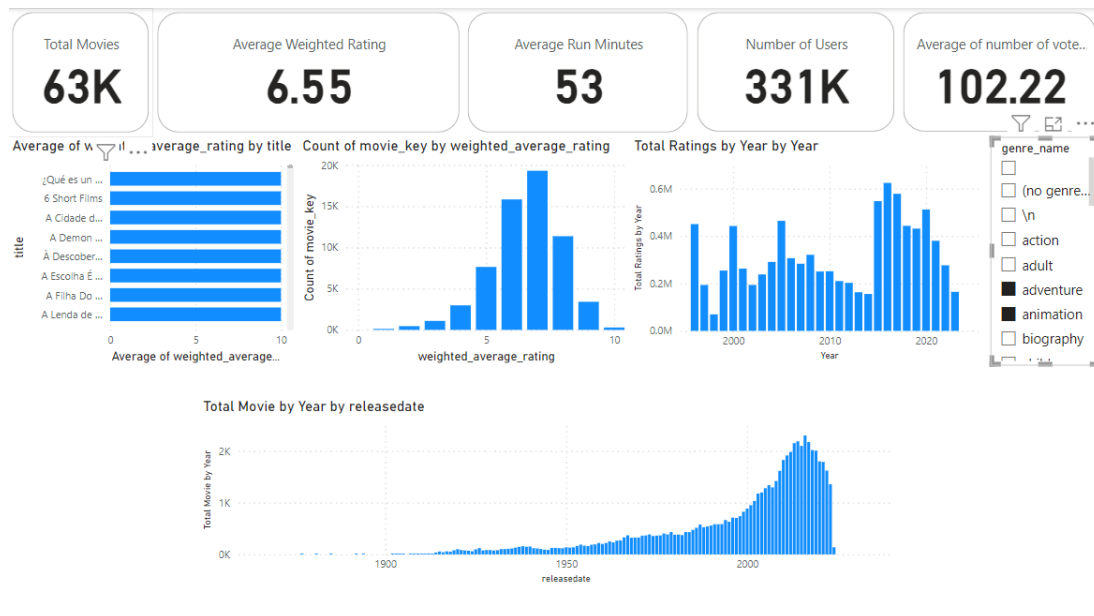 Total Movies
63K
Average Weighted Rating
6.55
Average Run Minutes
53
Number of Users
331K
Average of number of vote...
102.22
Average of w
average_rating by title
title
¿Qué es un ...
6 Short Films
A Cidade d...
A Demon ...
À Descober...
A Escolha É ...
A Filha Do ...
A Lenda de ...
0
5
10
Average of weighted_average...
Count of movie_key by weighted_average_rating
Count of movie_key
20K
15K
10K
5K
0K
0
5
10
weighted_average_rating
Total Ratings by Year by Year
Total Ratings by Year
0.6M
0.4M
0.2M
0.0M
2000
2010
2020
Year
genre_name
(no genre...
\n
action
adult
adventure
animation
biography
Total Movie by Year by releasedate
Total Movie by Year
2K
1K
0K
1900
1950
2000
releasedate